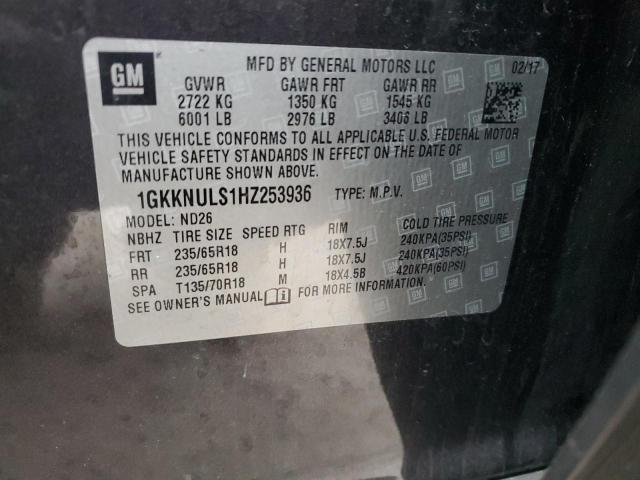 GM
MFD BY GENERAL MOTORS LLC 02/17
GVWR GAWR FRT GAWR RR
2722 KG 1350 KG 1545 KG
6001 LB 2976 LB 3406 LB
THIS VEHICLE CONFORMS TO ALL APPLICABLE U.S. FEDERAL MOTOR
VEHICLE SAFETY STANDARDS IN EFFECT ON THE DATE OF
MANUFACTURE SHOWN ABOVE.
1GKKNULS1HZ253936 TYPE: M.P.V.
MODEL: ND26
NBHZ TIRE SIZE SPEED RTG RIM COLD TIRE PRESSURE
FRT 235/65R18 H 18X7.5J 240KPA(35PSI)
RR 235/65R18 H 18X7.5J 240KPA(35PSI)
SPA T135/70R18 M 18X4.5B 420KPA(60PSI)
SEE OWNER'S MANUAL FOR MORE INFORMATION.